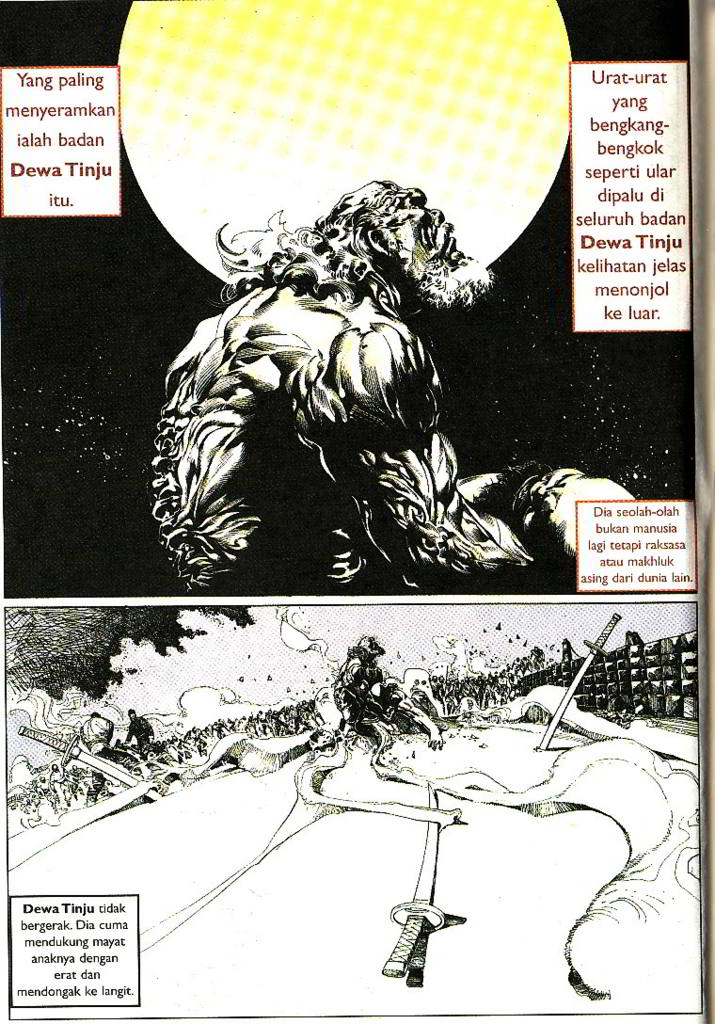 Yang paling
menyeramkan
ialah badan
Dewa Tinju
itu.
Urat-urat
yang
bengkang-
bengkok
seperti ular
dipalu di
seluruh badan
Dewa Tinju
kelihatan jelas
menonjol
ke luar.
Dia seolah-olah
bukan manusia
lagi tetapi raksasa
atau makhluk
asing dari dunia lain.
Dewa Tinju tidak
bergerak. Dia cuma
mendukung mayat
anaknya dengan
erat dan
mendongak ke langit.